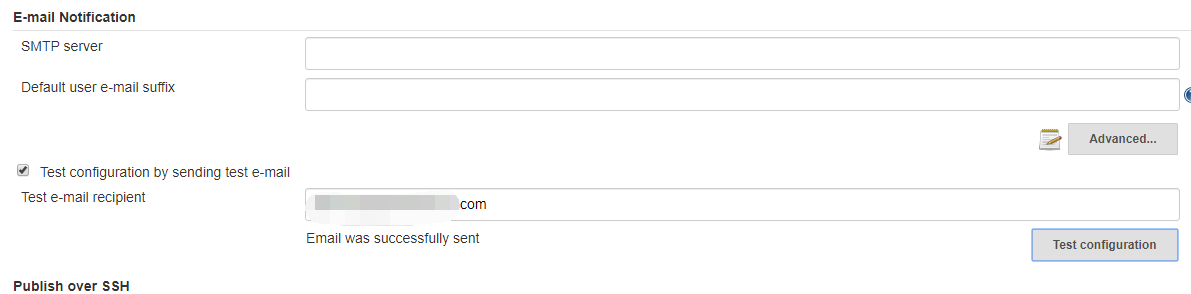 E-mail Notification
SMTP server
Default user e-mail suffix
Advanced...
Test configuration by sending test e-mail
Test e-mail recipient
com
Email was successfully sent
Test configuration
Publish over SSH